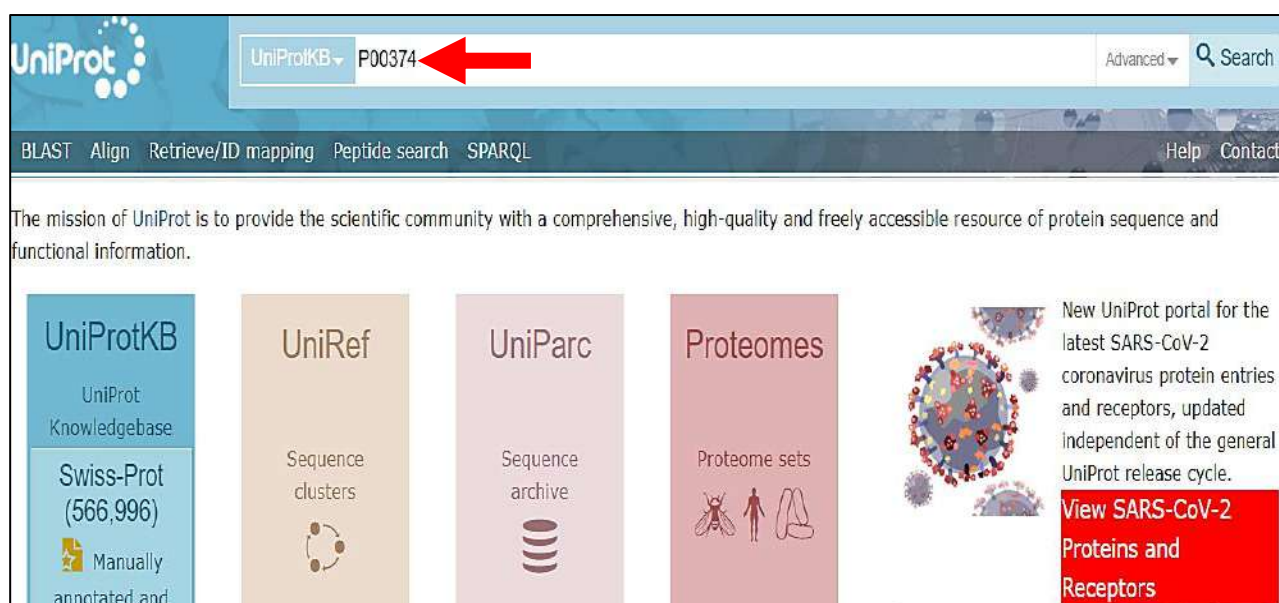 UniProt
UniProtKB P00374
Advanced Search
BLAST Align Retrieve/ID mapping Peptide search SPARQL
Help Contact
The mission of UniProt is to provide the scientific community with a comprehensive, high-quality and freely accessible resource of protein sequence and
functional information.
UniProtKB
UniProt
Knowledgebase
Swiss-Prot
(566,996)
Manually
annotated and
UniRef
Sequence
clusters
UniParc
Sequence
archive
Proteomes
Proteome sets
New UniProt portal for the
latest SARS-CoV-2
coronavirus protein entries
and receptors, updated
independent of the general
UniProt release cycle.
View SARS-CoV-2
Proteins and
Receptors